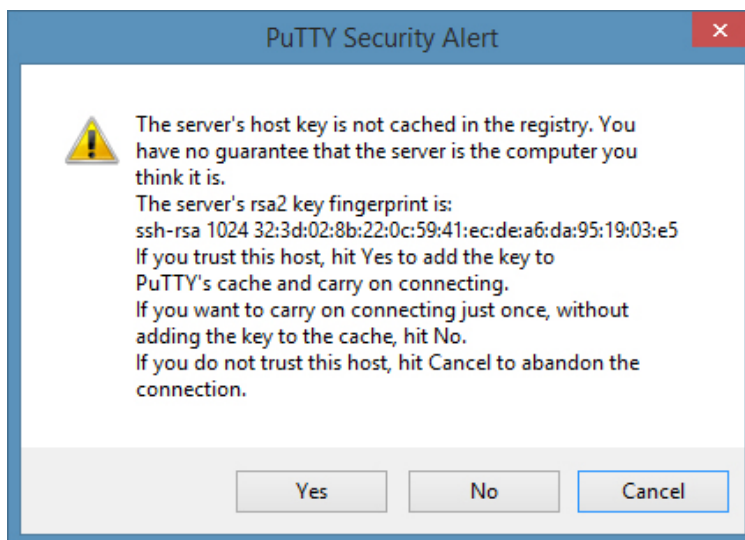 PuTTY Security Alert
The server's host key is not cached in the registry. You
have no guarantee that the server is the computer you
think it is.
The server's rsa2 key fingerprint is:
ssh-rsa 1024 32:3d:02:8b:22:0c:59:41:ec:de:a6:da:95:19:03:e5
If you trust this host, hit Yes to add the key to
PuTTY's cache and carry on connecting.
If you want to carry on connecting just once, without
adding the key to the cache, hit No.
If you do not trust this host, hit Cancel to abandon the
connection.
Yes No Cancel